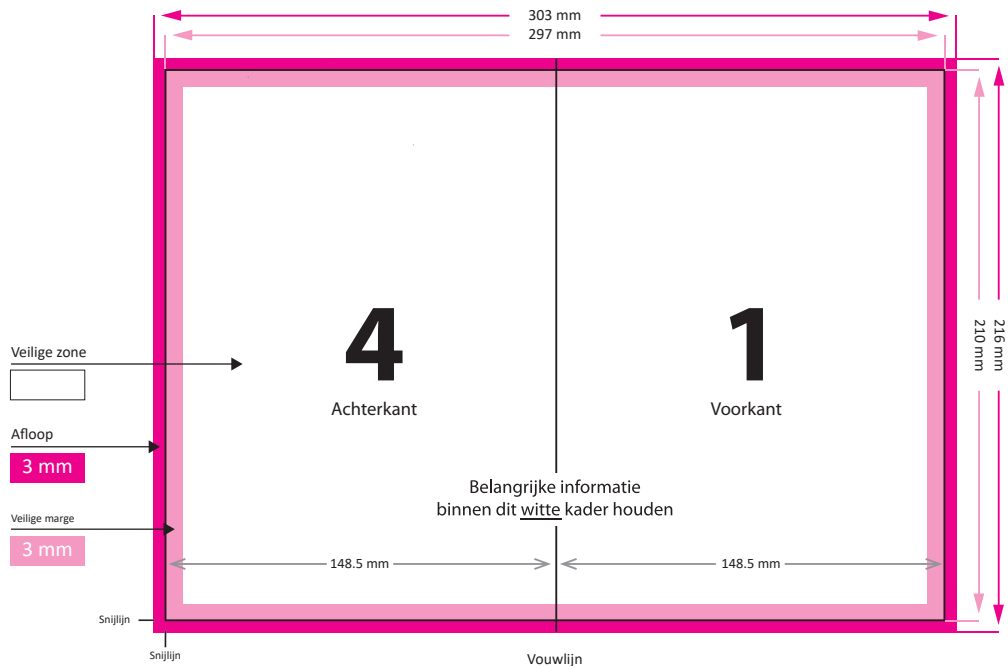 303 mm
297 mm
4
Achterkant
1
Voorkant
210 mm
216 mm
Veilige zone
Afloop
3 mm
Veilige marge
3 mm
Belangrijke informatie
binnen dit witte kader houden
148.5 mm
148.5 mm
Snijlijn
Snijlijn
Vouwlijn